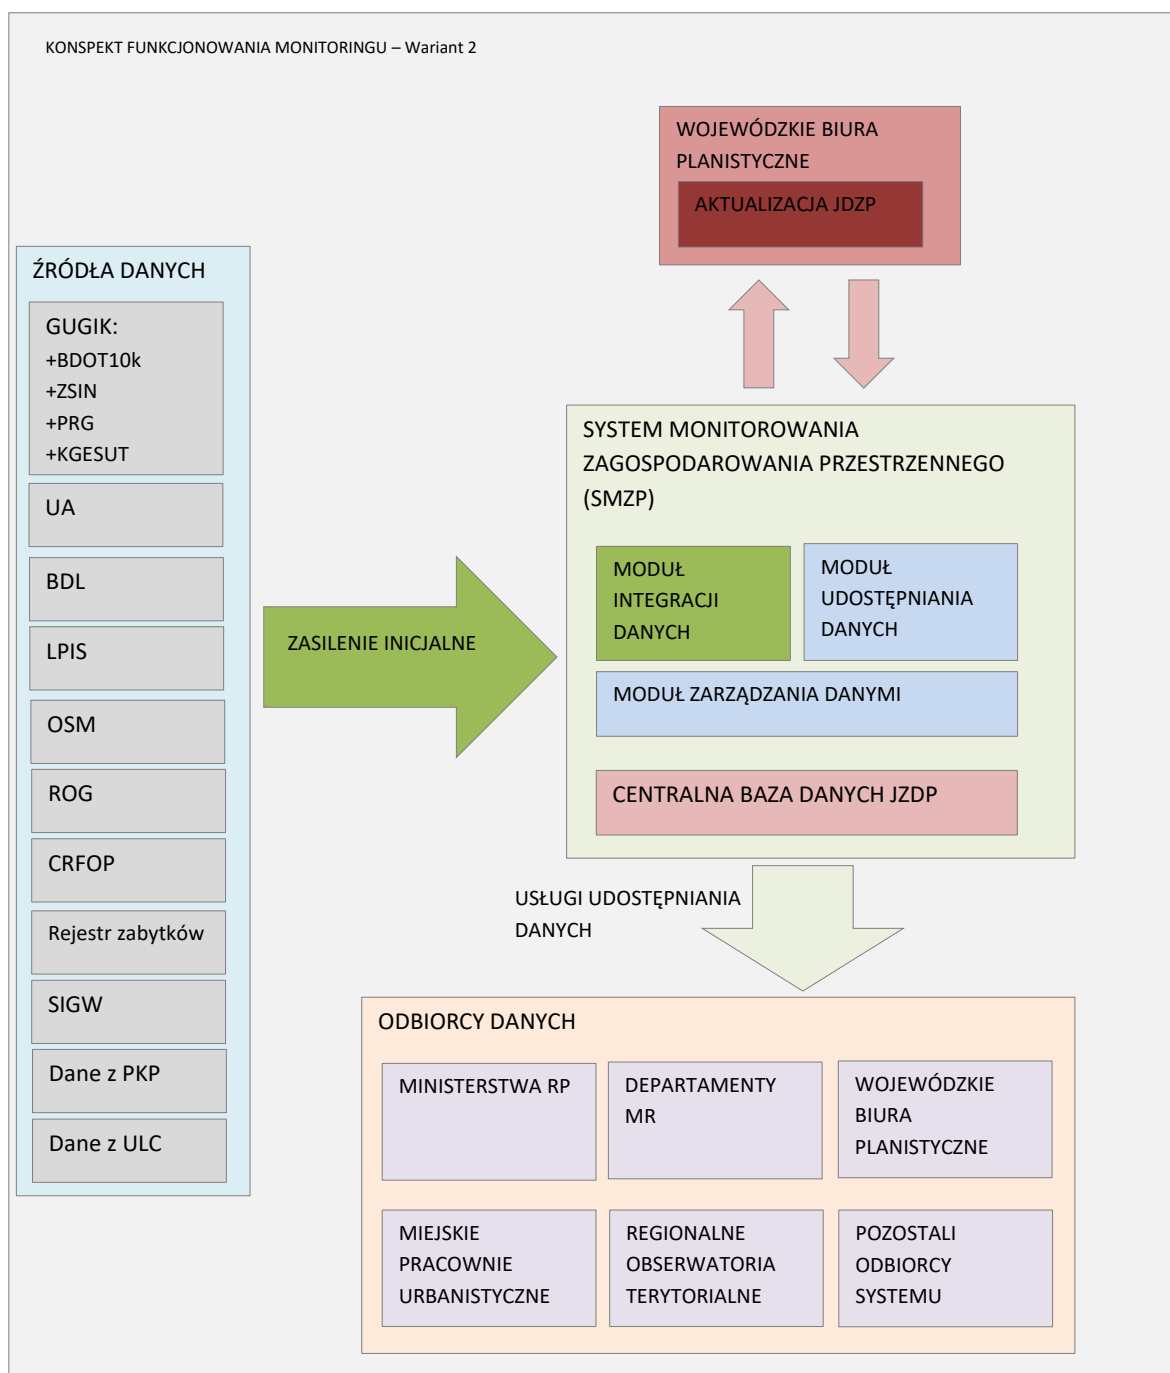 KONSPEKT FUNKCJONOWANIA MONITORINGU – Wariant 2
WOJEWÓDZKIE BIURA
PLANISTYCZNE
AKTUALIZACJA JDZP
ŹRÓDŁA DANYCH
GUGIK:
+BDOT10k
+ZSIN
+PRG
+KGESUT
UA
BDL
LPIS
OSM
ROG
CRFOP
Rejestr zabytków
SIGW
Dane z PKP
Dane z ULC
ZASILENIE INICJALNE
SYSTEM MONITOROWANIA
ZAGOSPODAROWANIA PRZESTRZENNEGO
(SMZP)
MODUŁ
INTEGRACJI
DANYCH
MODUŁ
UDOSTĘPNIANIA
DANYCH
MODUŁ ZARZĄDZANIA DANYMI
CENTRALNA BAZA DANYCH JZDP
USŁUGI UDOSTĘPNIANIA
DANYCH
ODBIORCY DANYCH
MINISTERSTWA RP
DEPARTAMENTY
MR
WOJEWÓDZKIE
BIURA
PLANISTYCZNE
MIEJSKIE
PRACOWNIE
URBANISTYCZNE
REGIONALNE
OBSERWATORIA
TERYTORIALNE
POZOSTALI
ODBIORCY
SYSTEMU